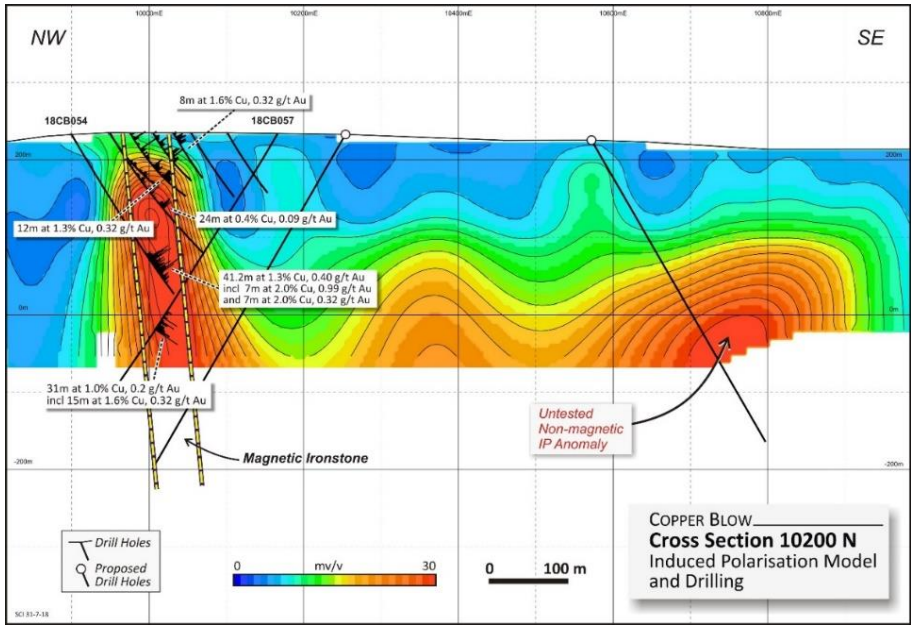 10000mE
10200mE
10400mE
10600mE
10800mE
NW
SE
8m at 1.6% Cu, 0.32 g/t Au
18CB054
18CB057
200m
200m
12m at 1.3% Cu, 0.32 g/t Au
24m at 0.4% Cu, 0.09 g/t Au
41.2m at 1.3% Cu, 0.40 g/t Au
incl 7m at 2.0% Cu, 0.99 g/t Au
and 7m at 2.0% Cu, 0.32 g/t Au
0m
0m
31m at 1.0% Cu, 0.2 g/t Au
incl 15m at 1.6% Cu, 0.32 g/t Au
Untested
Non-magnetic
IP Anomaly
Magnetic Ironstone
-200m
-200m
Drill Holes
Proposed
Drill Holes
0
mv/v
30
0
100 m
COPPER BLOW
Cross Section 10200 N
Induced Polarisation Model
and Drilling
SCI 31-7-18